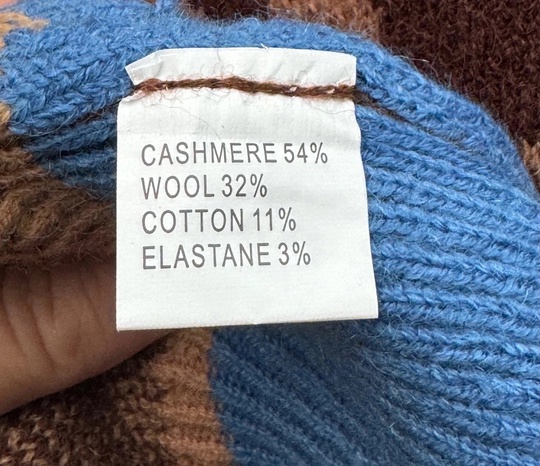 CASHMERE 54%
WOOL 32%
COTTON 11%
ELASTANE 3%